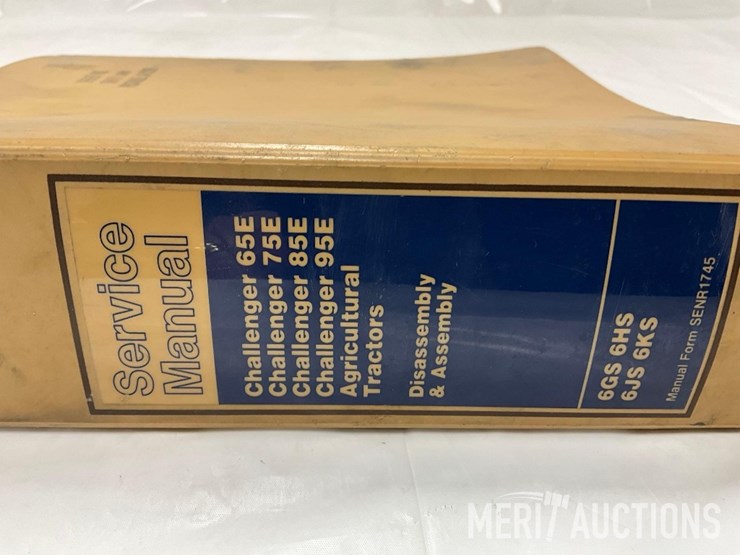 Service
Manual
Challenger 65E
Challenger 75E
Challenger 85E
Challenger 95E
Agricultural
Tractors
Disassembly
& Assembly
6GS 6HS
6JS 6KS
Manual Form SENR1745
MERIT AUCTIONS